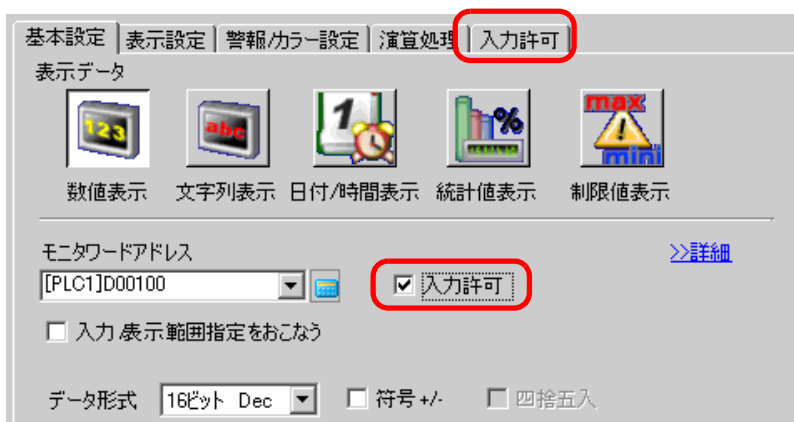 基本設定 表示設定 警報/カラー設定 演算処理 入力許可
表示データ
123 abc 1 % max mini
数値表示 文字列表示 日付/時間表示 統計値表示 制限値表示
モニタワードアドレス >>詳細
[PLC1]D00100 入力許可
入力/表示範囲指定をおこなう
データ形式 16ビット Dec 符号+/- 四捨五入